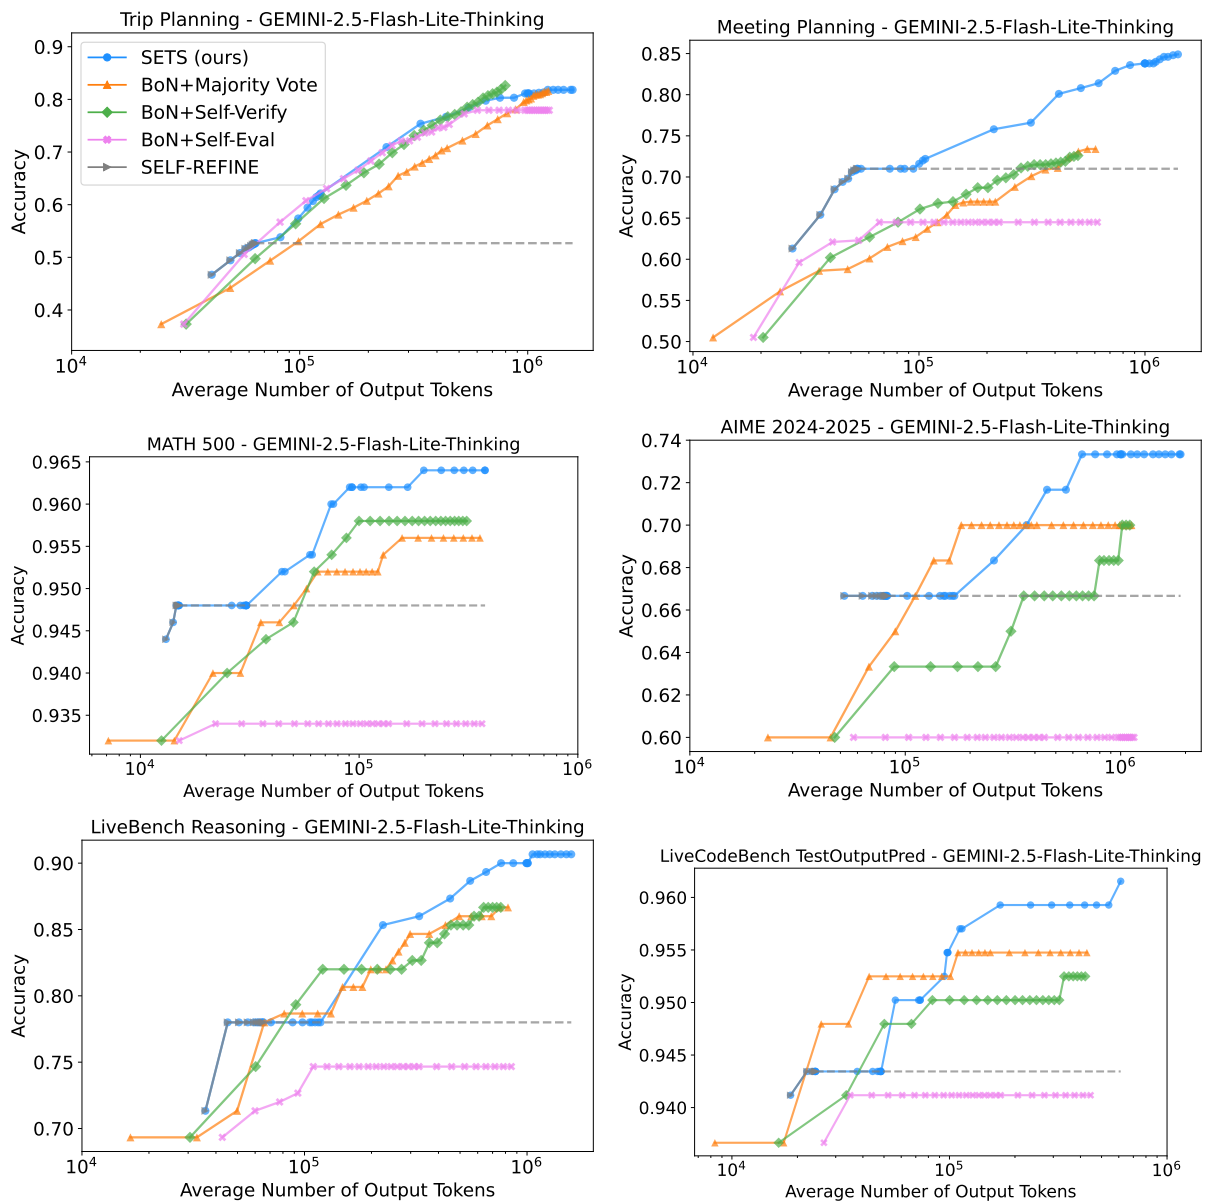 Trip Planning - GEMINI-2.5-Flash-Lite-Thinking
SETS (ours)
BoN+Majority Vote
BoN+Self-Verify
BoN+Self-Eval
SELF-REFINE
Accuracy
0.9
0.8
0.7
0.6
0.5
0.4
10^4
10^5
10^6
Average Number of Output Tokens
Meeting Planning - GEMINI-2.5-Flash-Lite-Thinking
Accuracy
0.85
0.80
0.75
0.70
0.65
0.60
0.55
0.50
10^4
10^5
10^6
Average Number of Output Tokens
MATH 500 - GEMINI-2.5-Flash-Lite-Thinking
Accuracy
0.965
0.960
0.955
0.950
0.945
0.940
0.935
10^4
10^5
10^6
Average Number of Output Tokens
AIME 2024-2025 - GEMINI-2.5-Flash-Lite-Thinking
Accuracy
0.74
0.72
0.70
0.68
0.66
0.64
0.62
0.60
10^4
10^5
10^6
Average Number of Output Tokens
LiveBench Reasoning - GEMINI-2.5-Flash-Lite-Thinking
Accuracy
0.90
0.85
0.80
0.75
0.70
10^4
10^5
10^6
Average Number of Output Tokens
LiveCodeBench TestOutputPred - GEMINI-2.5-Flash-Lite-Thinking
Accuracy
0.960
0.955
0.950
0.945
0.940
10^4
10^5
10^6
Average Number of Output Tokens